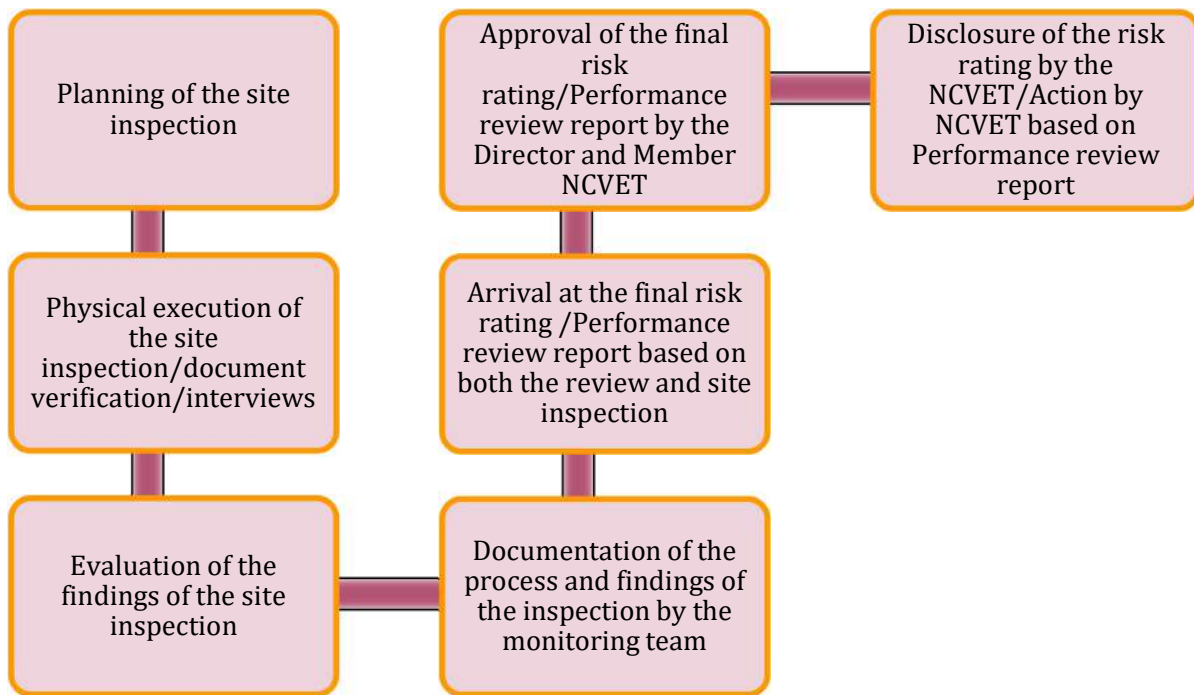 Planning of the site
inspection
Physical execution of
the site
inspection/document
verification/interviews
Evaluation of the
findings of the site
inspection
Documentation of the
process and findings of
the inspection by the
monitoring team
Arrival at the final risk
rating /Performance
review report based on
both the review and site
inspection
Approval of the final
risk
rating/Performance
review report by the
Director and Member
NCVET
Disclosure of the risk
rating by the
NCVET/Action by
NCVET based on
Performance review
report